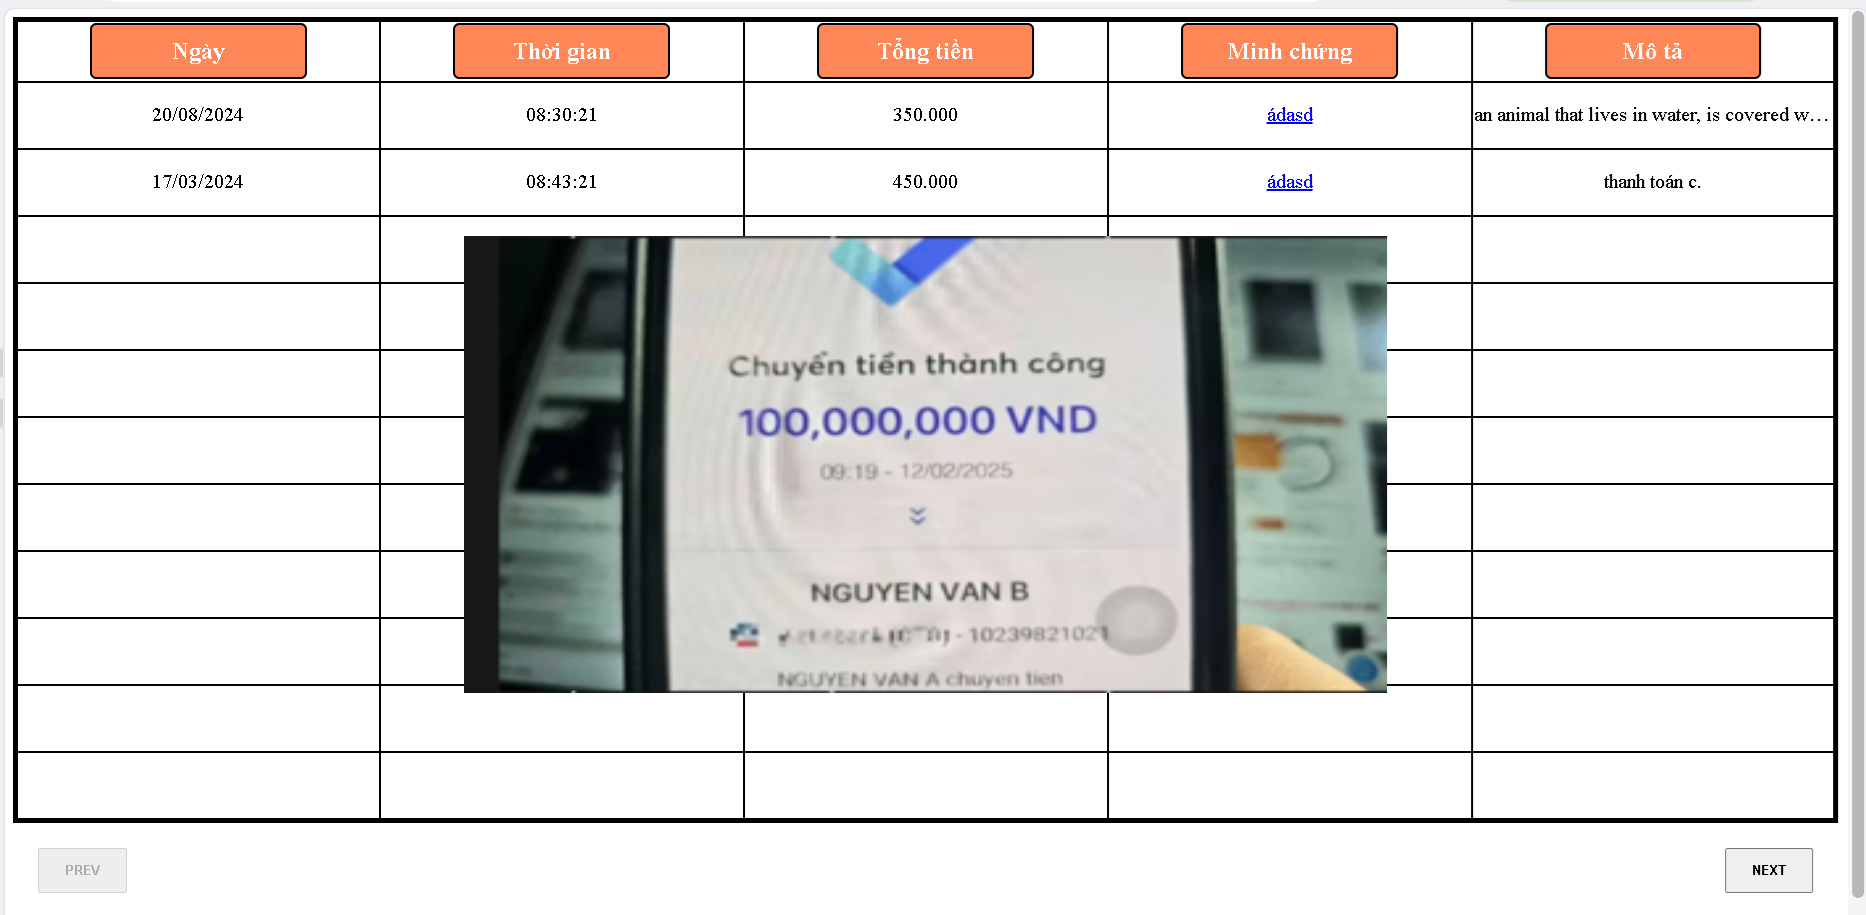 Ngày Thời gian Tổng tiền Minh chứng Mô tả
20/08/2024 08:30:21 350.000 ádasd an animal that lives in water, is covered w...
17/03/2024 08:43:21 450.000 ádasd thanh toán c.
Chuyển tiền thành công
100,000,000 VND
09:19 - 12/02/2025
NGUYEN VAN B
- 10239821021
NGUYEN VAN A chuyen tien
PREV NEXT